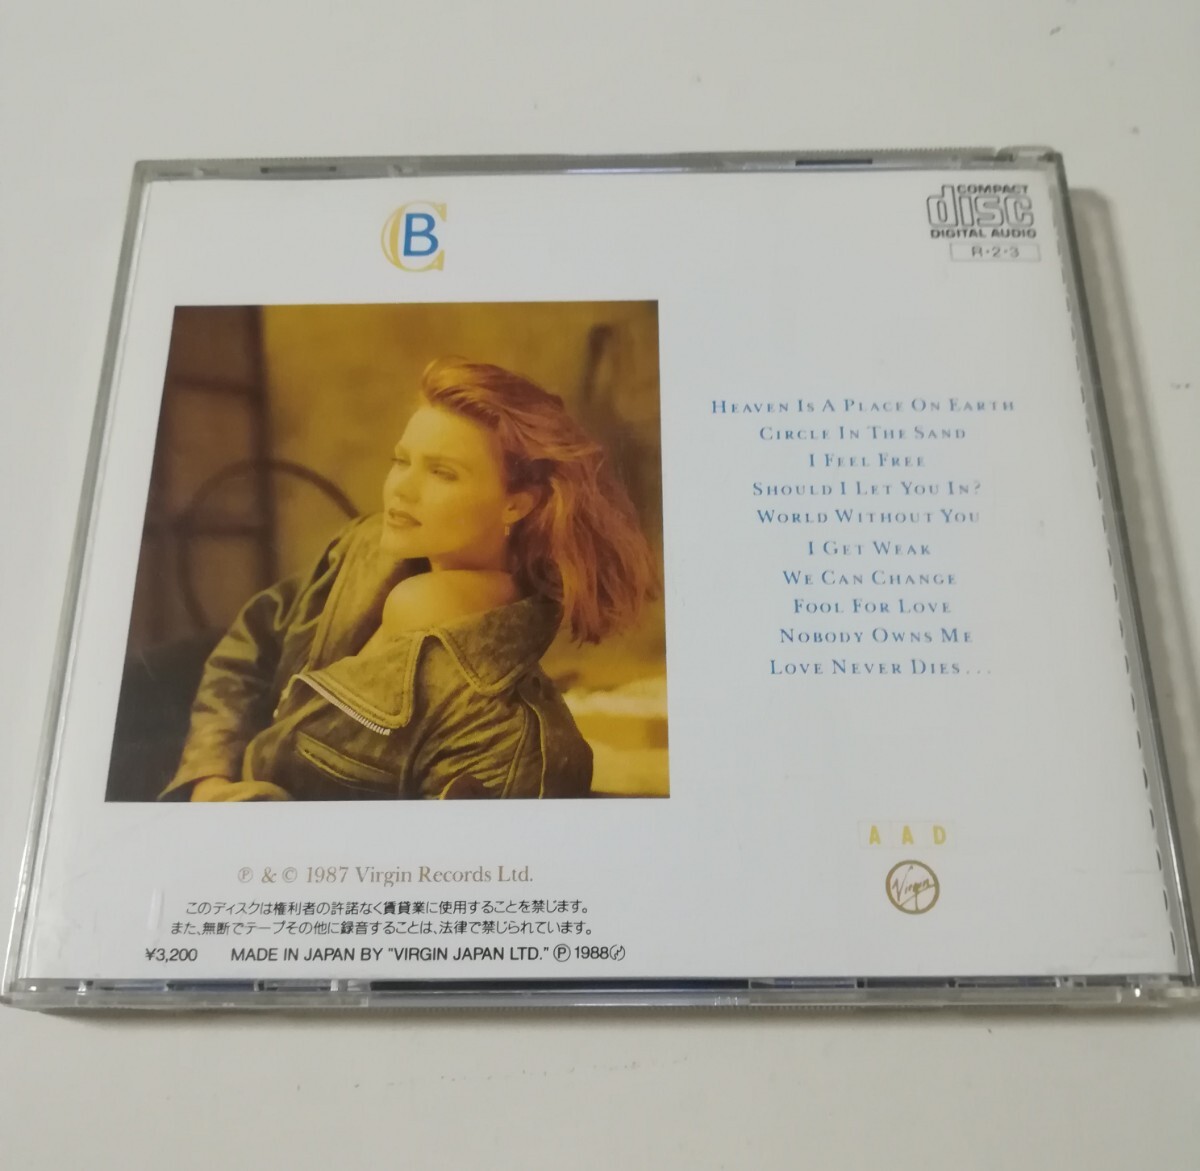 CB
COMPACT
disc
DIGITAL AUDIO
R・2・3
HEAVEN IS A PLACE ON EARTH
CIRCLE IN THE SAND
I FEEL FREE
SHOULD I LET YOU IN?
WORLD WITHOUT YOU
I GET WEAK
WE CAN CHANGE
FOOL FOR LOVE
NOBODY OWNS ME
LOVE NEVER DIES...
A A D
Virgin
℗ & © 1987 Virgin Records Ltd.
このディスクは権利者の許諾なく賃貸業に使用することを禁じます。
また、無断でテープその他に録音することは、法律で禁じられています。
¥3,200 MADE IN JAPAN BY "VIRGIN JAPAN LTD." ℗ 1988